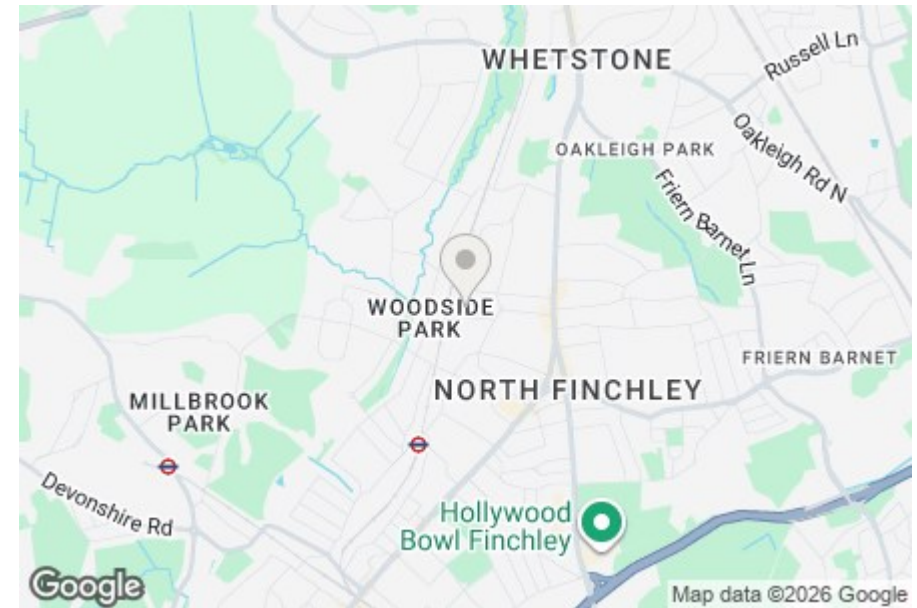 WHETSTONE
Russell Ln
OAKLEIGH PARK
Oakleigh Rd N
Friern Barnet Ln
WOODSIDE
PARK
FRIERN BARNET
NORTH FINCHLEY
MILLBROOK
PARK
Devonshire Rd
Hollywood
Bowl Finchley
Google
Map data ©2026 Google